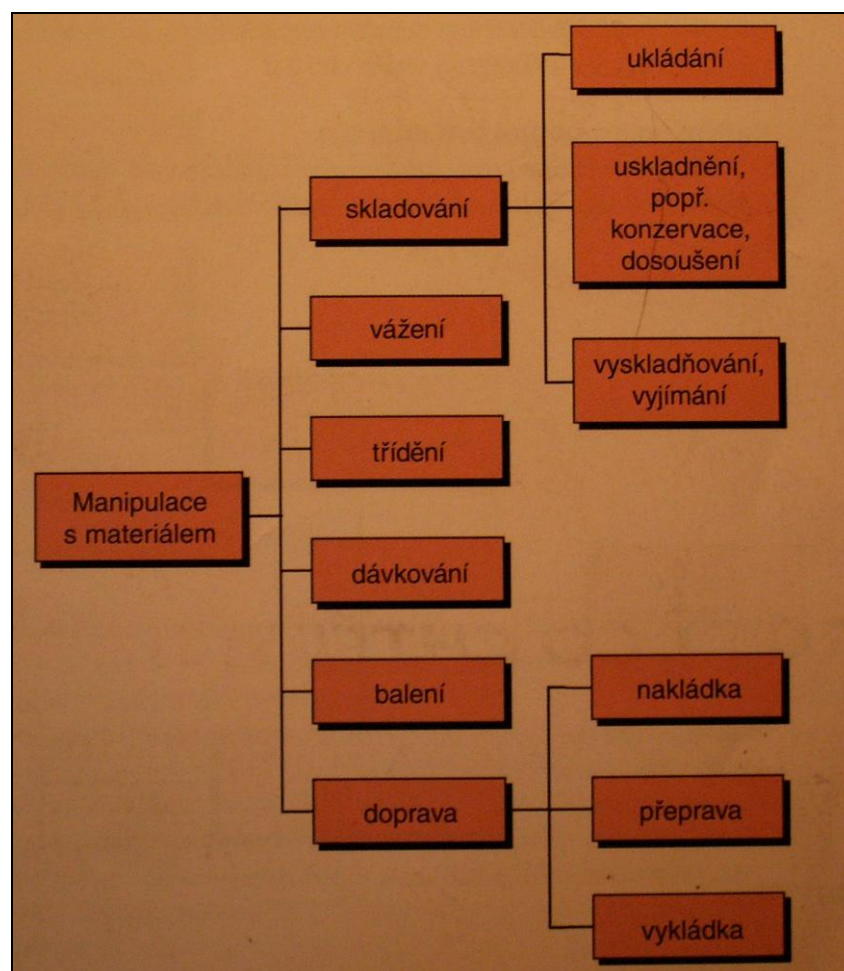 Manipulace
s materiálem
skladování
vážení
třídění
dávkování
balení
doprava
ukládání
uskladnění,
popř.
konzervace,
dosoušení
vyskladňování,
vyjímání
nakládka
přeprava
vykládka